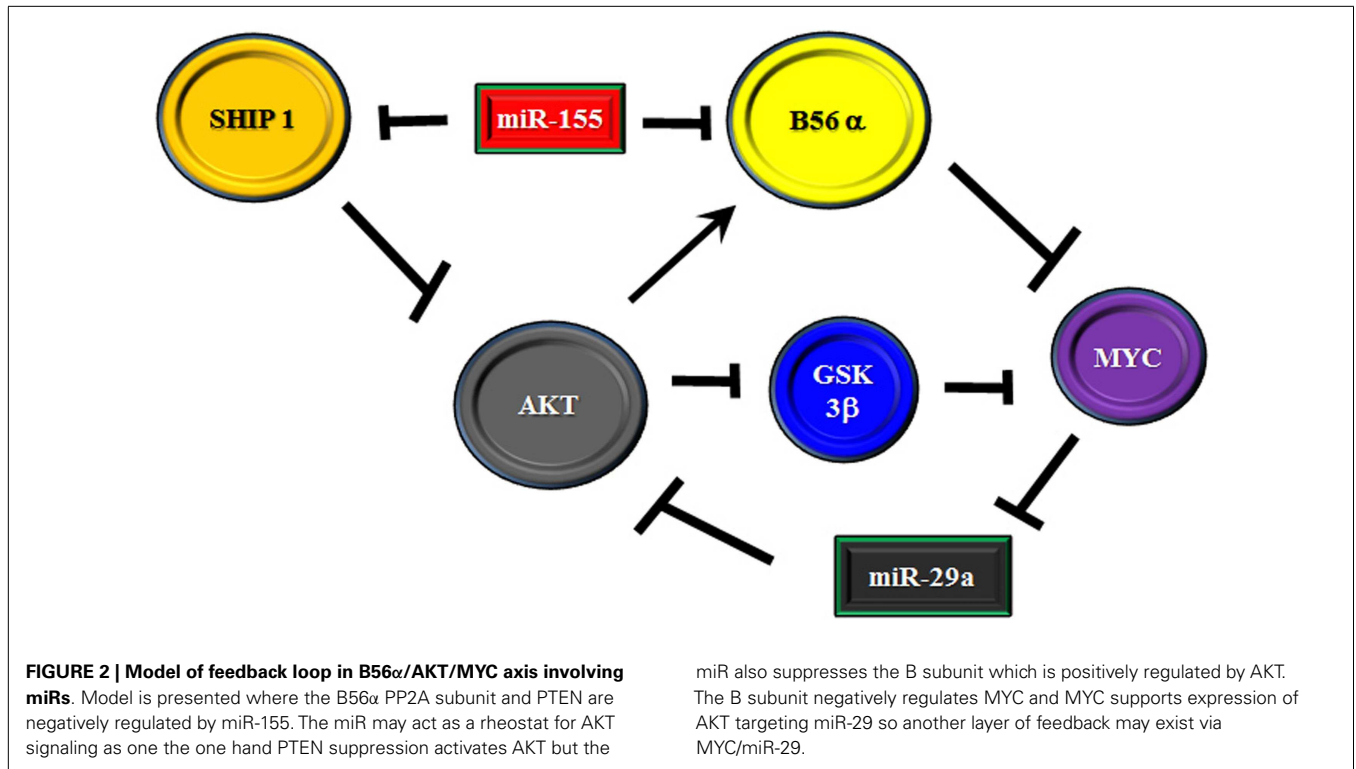 SHIP 1
miR-155
B56 α
AKT
GSK
3β
MYC
miR-29a
FIGURE 2 | Model of feedback loop in B56α/AKT/MYC axis involving
miRs. Model is presented where the B56α PP2A subunit and PTEN are
negatively regulated by miR-155. The miR may act as a rheostat for AKT
signaling as one the one hand PTEN suppression activates AKT but the
miR also suppresses the B subunit which is positively regulated by AKT.
The B subunit negatively regulates MYC and MYC supports expression of
AKT targeting miR-29 so another layer of feedback may exist via
MYC/miR-29.